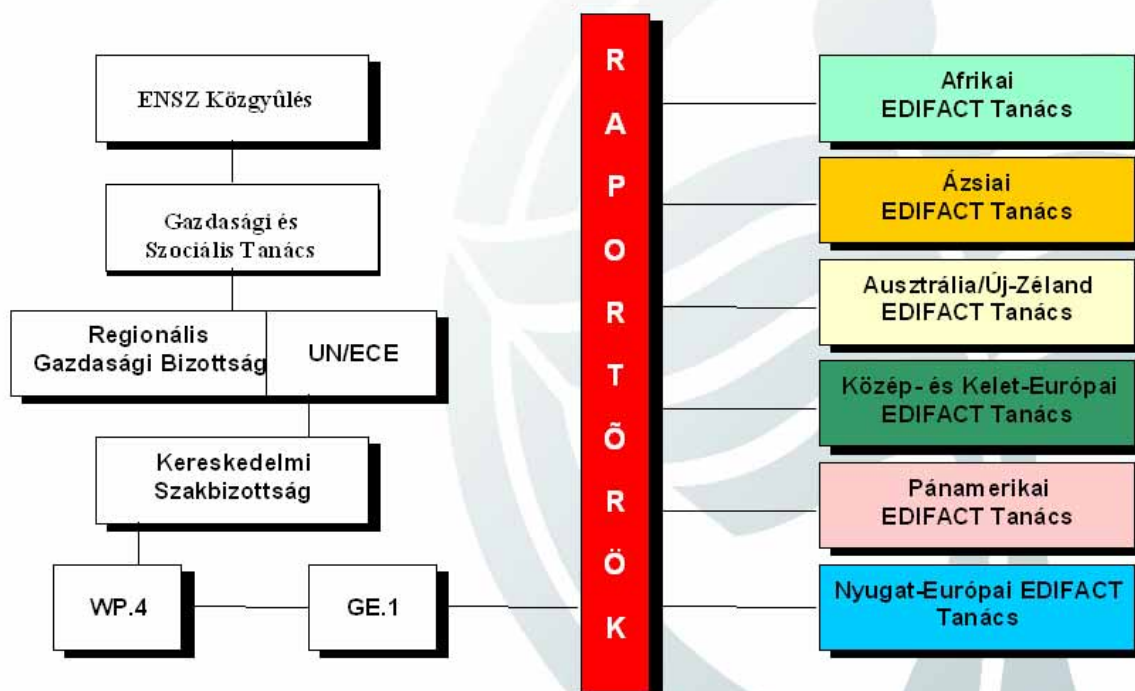 ENSZ Közgyûlés
Gazdasági és
Szociális Tanács
Regionális
Gazdasági Bizottság
UN/ECE
Kereskedelmi
Szakbizottság
WP.4
GE.1
R
A
P
O
R
T
Õ
R
Ö
K
Afrikai
EDIFACT Tanács
Ázsiai
EDIFACT Tanács
Ausztrália/Új-Zéland
EDIFACT Tanács
Közép- és Kelet-Európai
EDIFACT Tanács
Pánamerikai
EDIFACT Tanács
Nyugat-Európai EDIFACT
Tanács